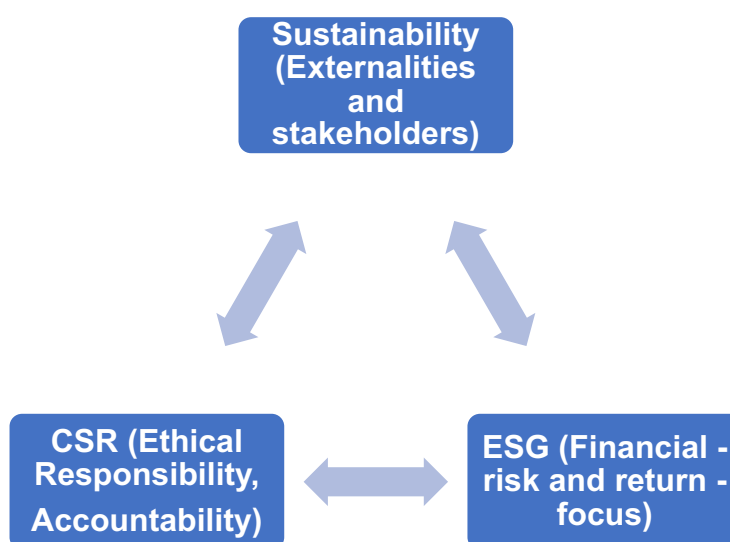 Sustainability
(Externalities
and
stakeholders)
CSR (Ethical
Responsibility,
Accountability)
ESG (Financial -
risk and return -
focus)